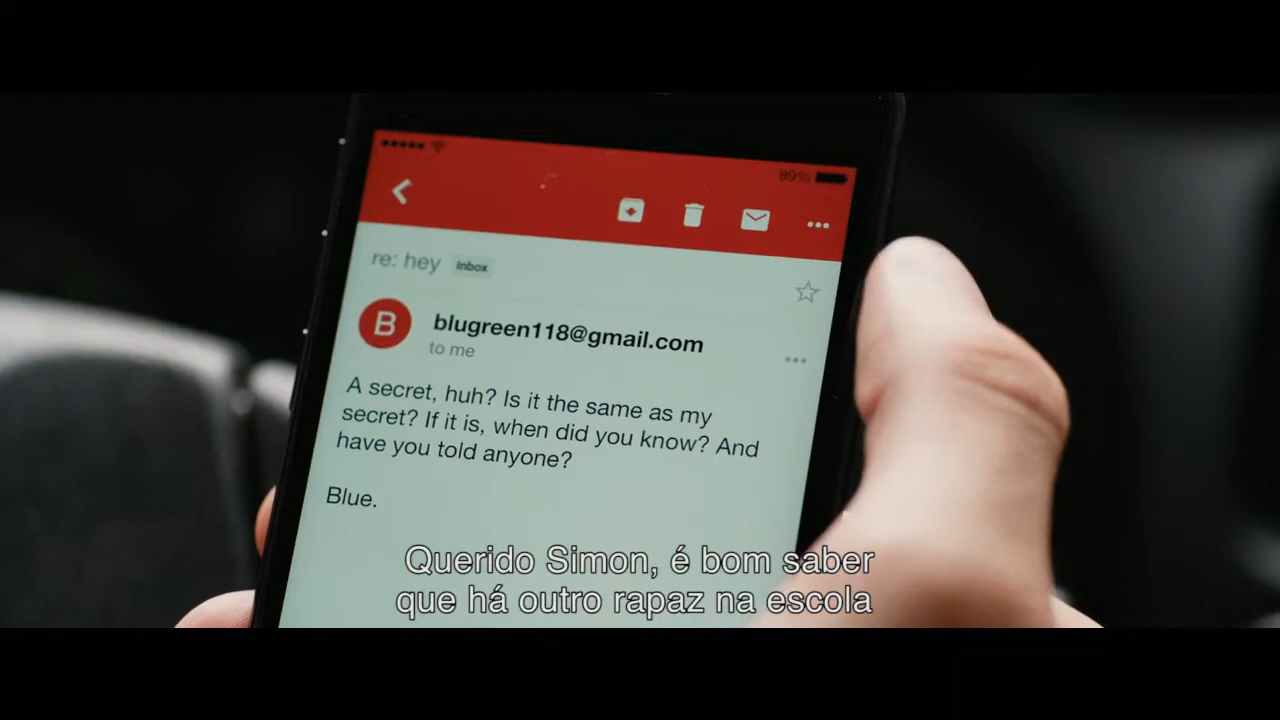 89%
re: hey Inbox
B
blugreen118@gmail.com
to me
A secret, huh? Is it the same as my
secret? If it is, when did you know? And
have you told anyone?
Blue.
Querido Simon, é bom saber
que há outro rapaz na escola